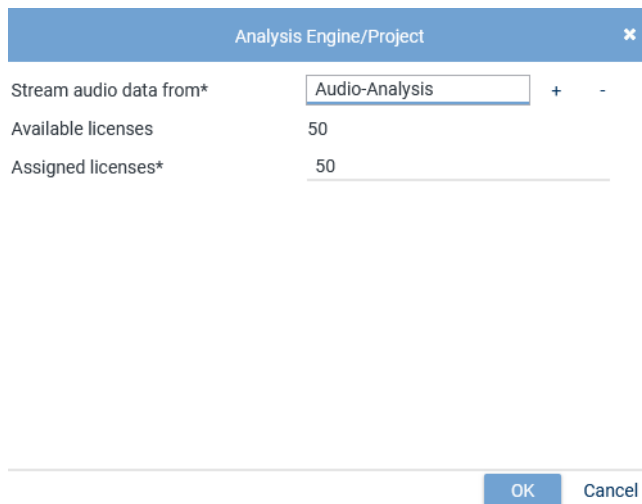 Analysis Engine/Project ✖
Stream audio data from* Audio-Analysis + -
Available licenses 50
Assigned licenses* 50
OK Cancel